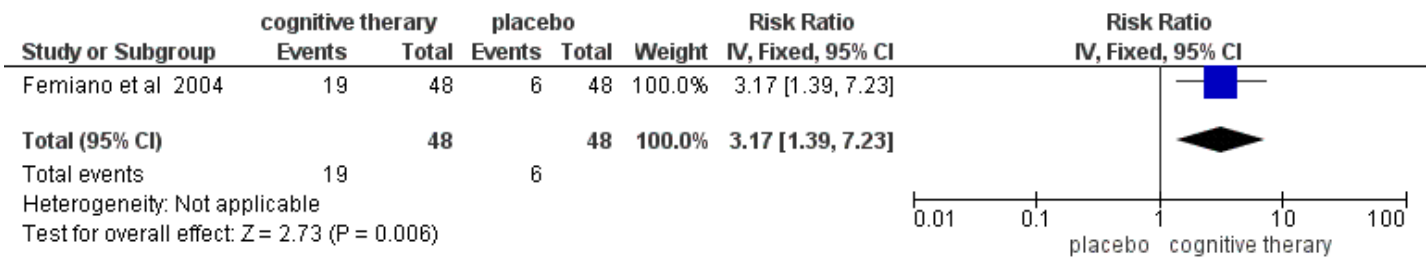 cognitive therary placebo Risk Ratio Risk Ratio
Study or Subgroup Events Total Events Total Weight IV, Fixed, 95% CI IV, Fixed, 95% CI
Femiano et al 2004 19 48 6 48 100.0% 3.17 [1.39, 7.23]
Total (95% CI) 48 48 100.0% 3.17 [1.39, 7.23]
Total events 19 6
Heterogeneity: Not applicable
Test for overall effect: Z = 2.73 (P = 0.006)
0.01 0.1 1 10 100
placebo cognitive therary